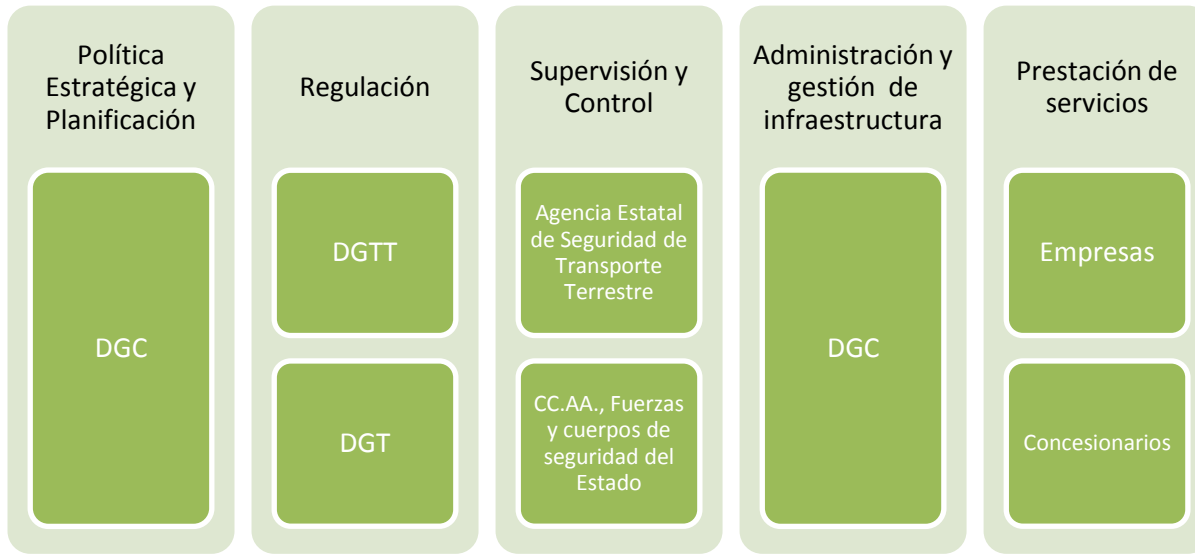 Política
Estratégica y
Planificación
DGC
Regulación
DGTT
DGT
Supervisión y
Control
Agencia Estatal
de Seguridad de
Transporte
Terrestre
CC.AA., Fuerzas
y cuerpos de
seguridad del
Estado
Administración y
gestión de
infraestructura
DGC
Prestación de
servicios
Empresas
Concesionarios